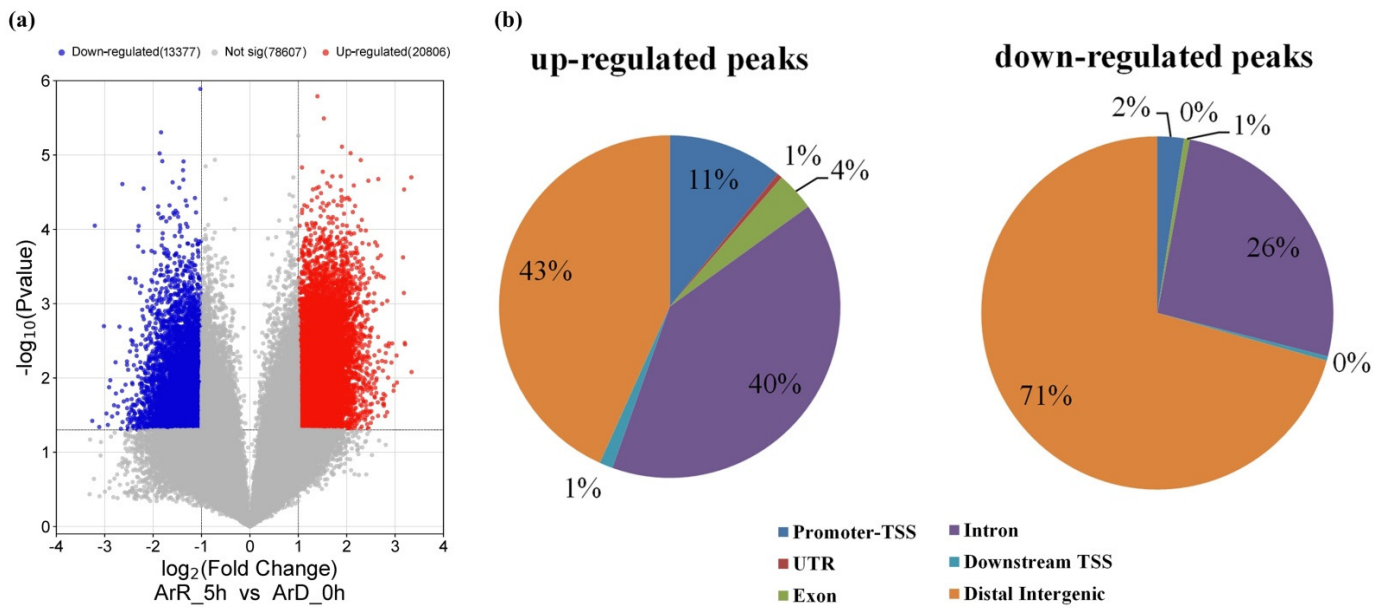 (a)
Down-regulated(13377) Not sig(78607) Up-regulated(20806)
6
5
4
3
2
1
0
-log10(Pvalue)
-4 -3 -2 -1 0 1 2 3 4
log2(Fold Change)
ArR_5h vs ArD_0h
(b)
up-regulated peaks
11%
1%
4%
40%
1%
43%
down-regulated peaks
2%
0%
1%
26%
0%
71%
Promoter-TSS
UTR
Exon
Intron
Downstream TSS
Distal Intergenic